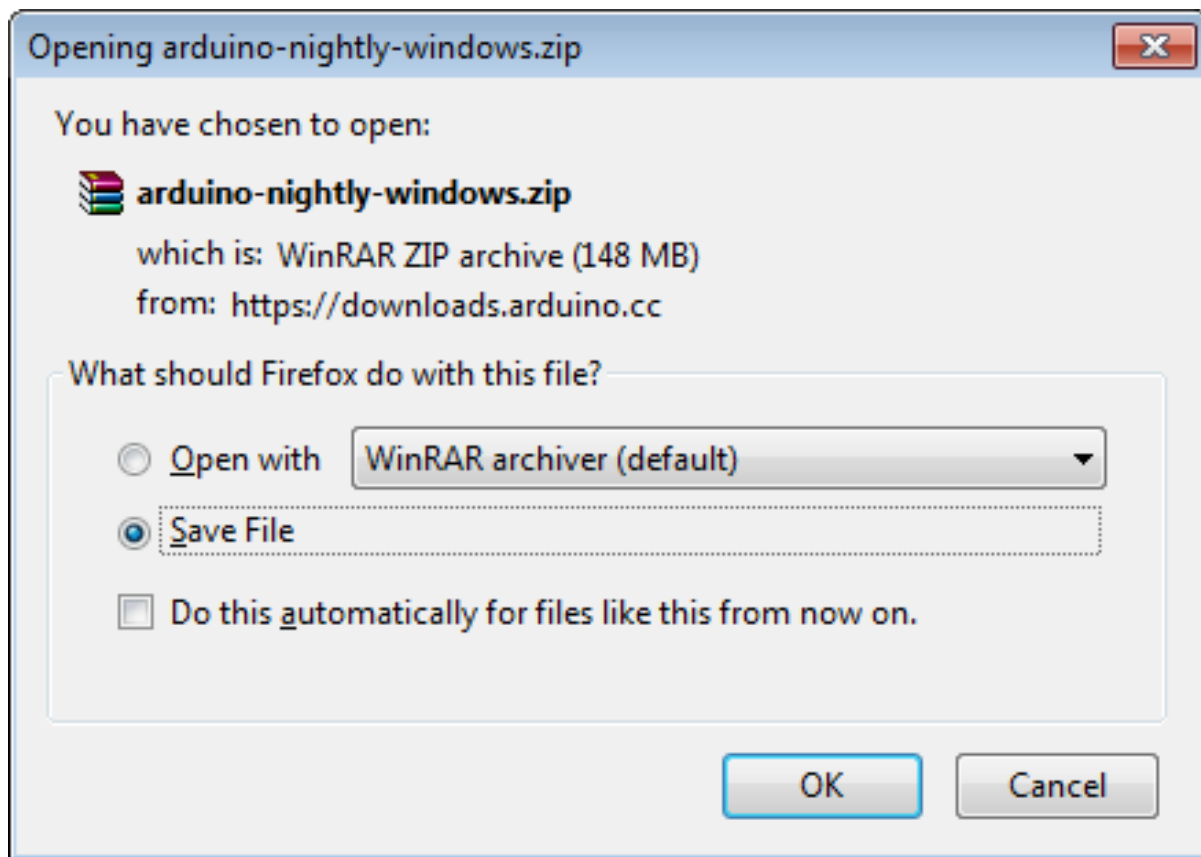 Opening arduino-nightly-windows.zip
You have chosen to open:
arduino-nightly-windows.zip
which is: WinRAR ZIP archive (148 MB)
from: https://downloads.arduino.cc
What should Firefox do with this file?
Open with WinRAR archiver (default)
Save File
Do this automatically for files like this from now on.
OK Cancel